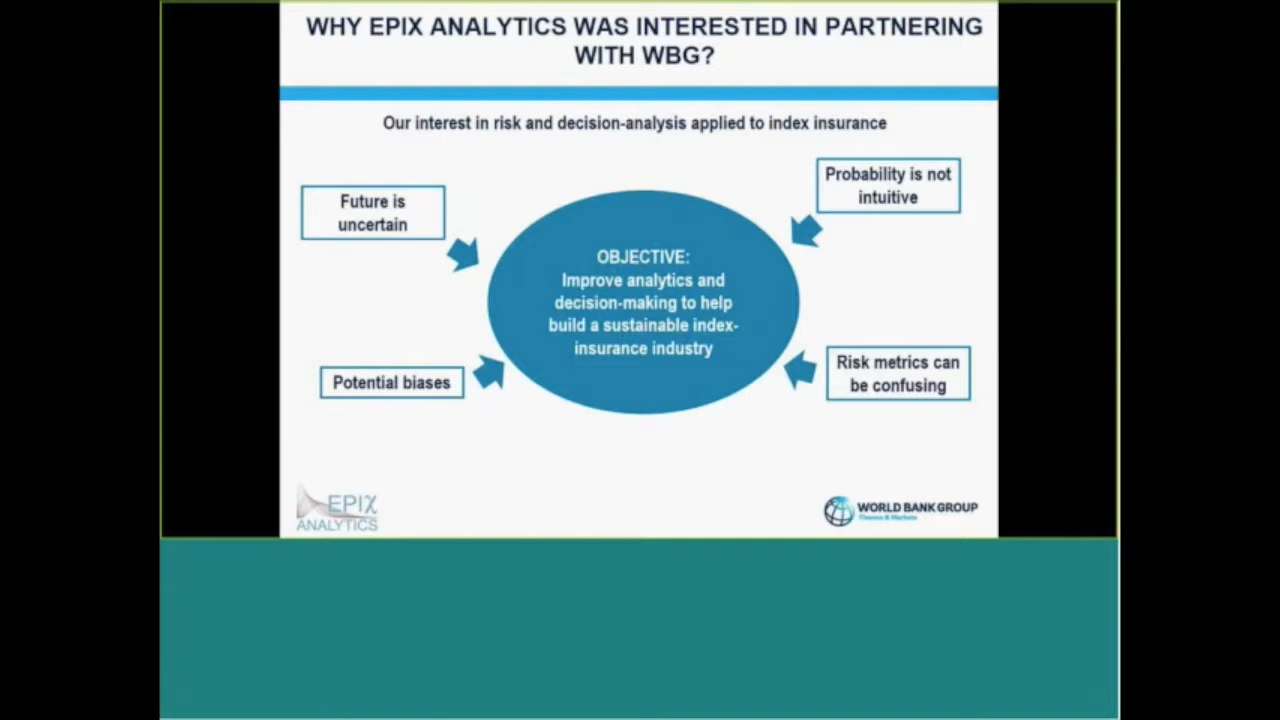 WHY EPIX ANALYTICS WAS INTERESTED IN PARTNERING
WITH WBG?
Our interest in risk and decision-analysis applied to index insurance
Future is
uncertain
Probability is not
intuitive
OBJECTIVE:
Improve analytics and
decision-making to help
build a sustainable index-
insurance industry
Potential biases
Risk metrics can
be confusing
EPIX
ANALYTICS
WORLD BANK GROUP
Finance & Markets